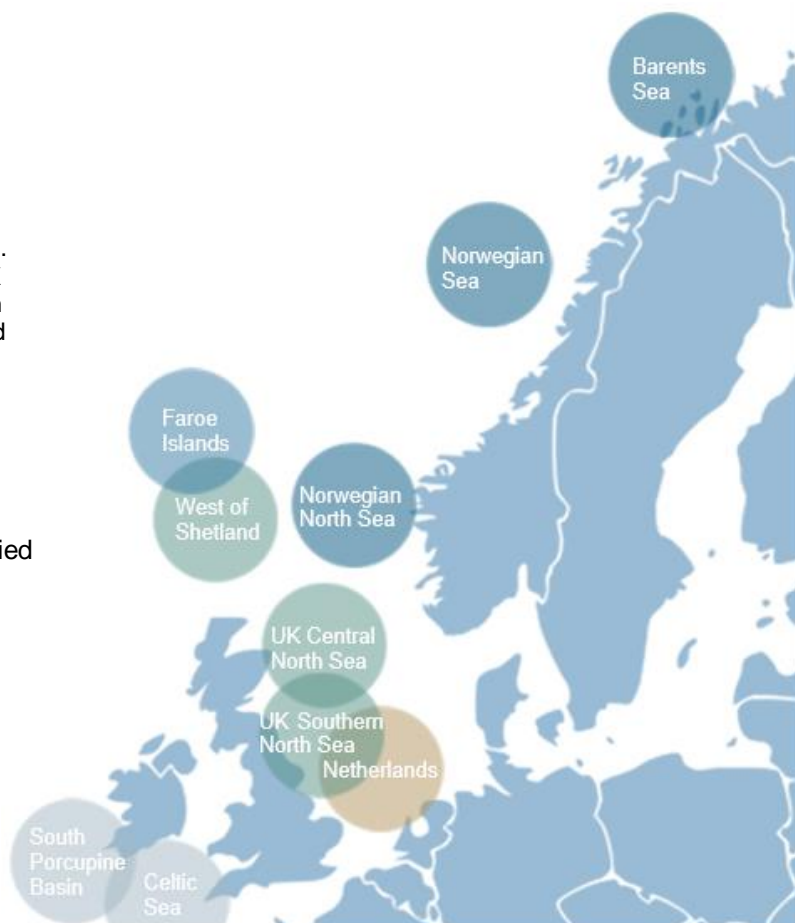 Barents
Sea
Norwegian
Sea
Faroe
Islands
West of
Shetland
Norwegian
North Sea
ied
UK Central
North Sea
UK Southern
North Sea
Netherlands
South
Porcupine
Basin
Celtic
Sea